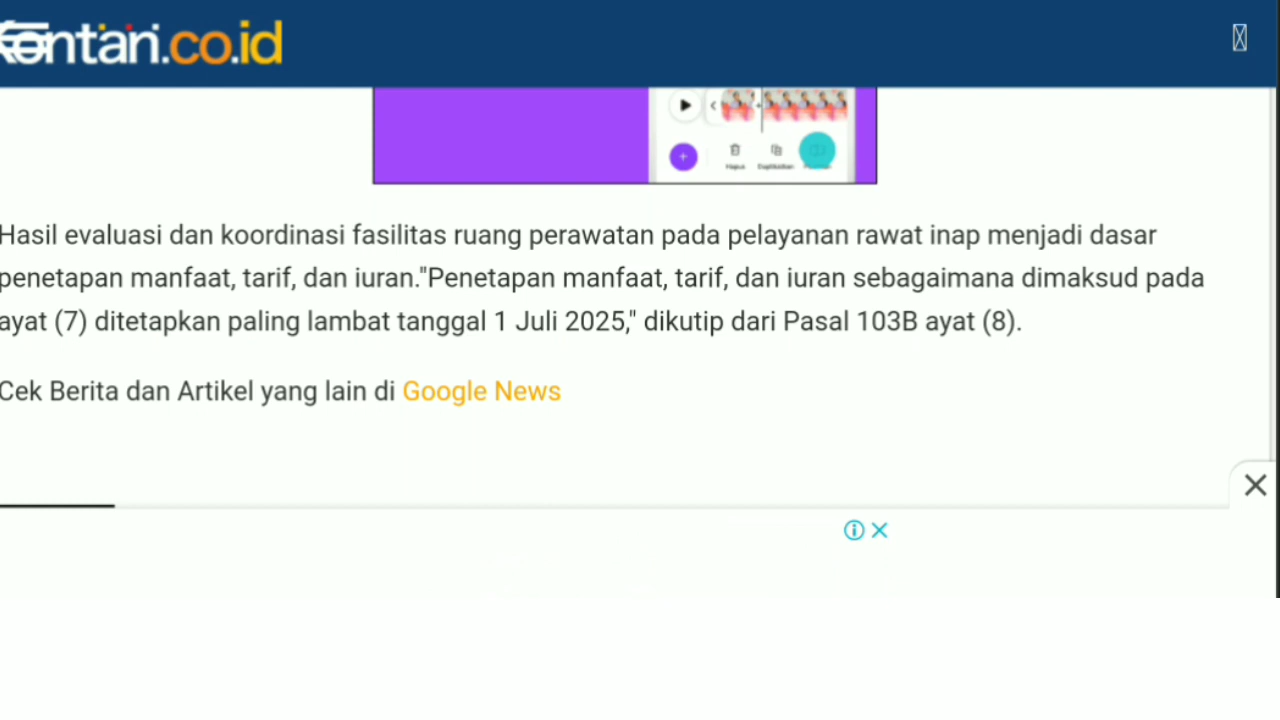 kontan.co.id
Hapus
Hasil evaluasi dan koordinasi fasilitas ruang perawatan pada pelayanan rawat inap menjadi dasar
penetapan manfaat, tarif, dan iuran."Penetapan manfaat, tarif, dan iuran sebagaimana dimaksud pada
ayat (7) ditetapkan paling lambat tanggal 1 Juli 2025," dikutip dari Pasal 103B ayat (8).
Cek Berita dan Artikel yang lain di Google News